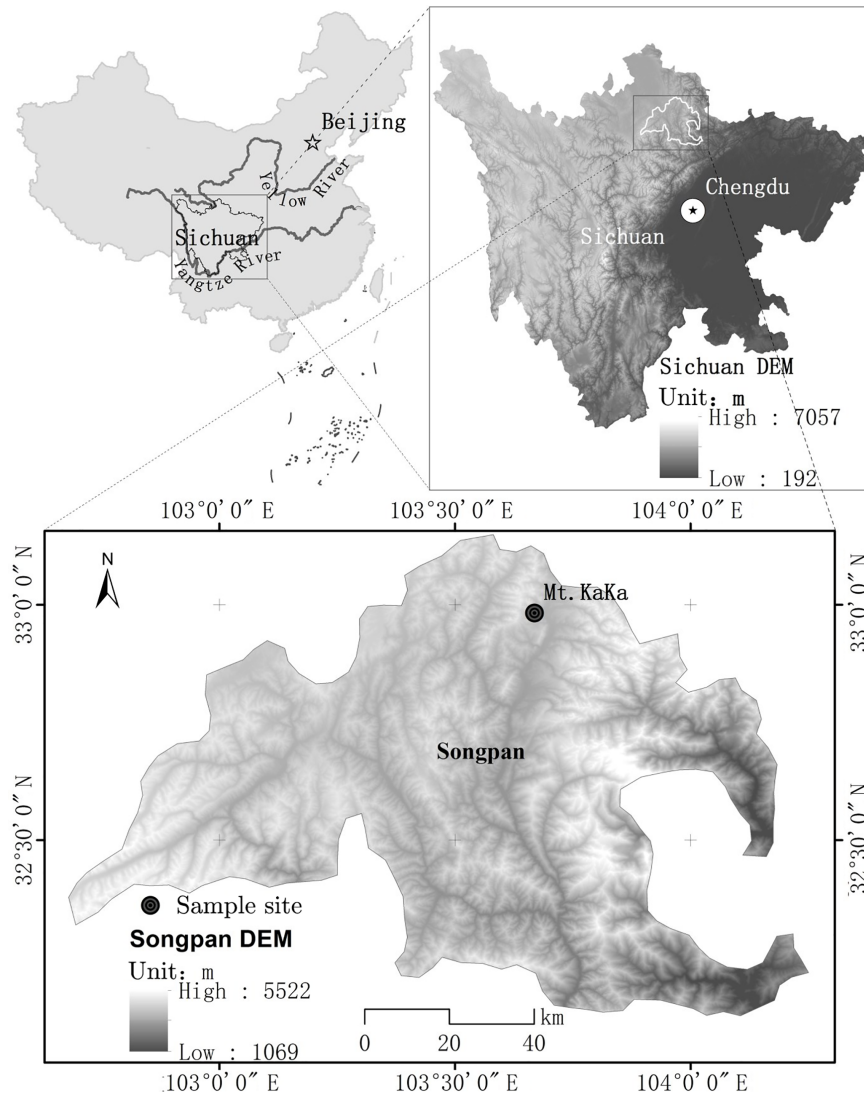 Beijing
Yellow River
Sichuan
Yangtze River
Chengdu
Sichuan
Sichuan DEM
Unit: m
High : 7057
Low : 192
103°0′0″E 103°30′0″E 104°0′0″E
N
33°0′0″N 33°0′0″N
Mt.KaKa
Songpan
32°30′0″N 32°30′0″N
Sample site
Songpan DEM
Unit: m
High : 5522
Low : 1069
km
0 20 40
103°0′0″E 103°30′0″E 104°0′0″E